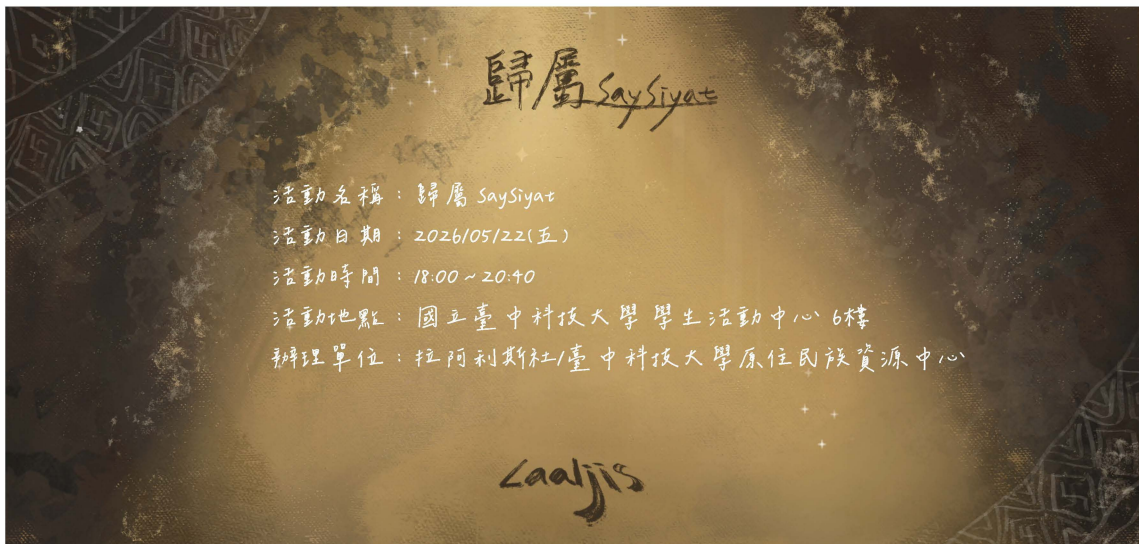 歸屬 SaySiyat
活動名稱：歸屬 SaySiyat
活動日期：2026/05/22(五)
活動時間：18:00~20:40
活動地點：國立臺中科技大學 學生活動中心 6樓
辦理單位：拉阿利斯社/臺中科技大學原住民族資源中心
Laaljis